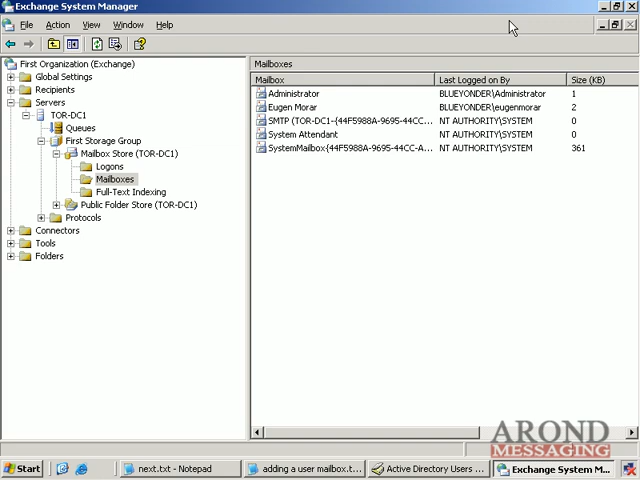 Exchange System Manager
File Action View Window Help
First Organization (Exchange)
Global Settings
Recipients
Servers
TOR-DC1
Queues
First Storage Group
Mailbox Store (TOR-DC1)
Logons
Mailboxes
Full-Text Indexing
Public Folder Store (TOR-DC1)
Protocols
Connectors
Tools
Folders
Mailboxes
Mailbox Last Logged on By Size (KB)
Administrator BLUEYONDER\Administrator 1
Eugen Morar BLUEYONDER\eugenmorar 2
SMTP (TOR-DC1-{44F5988A-9695-44CC... NT AUTHORITY\SYSTEM 0
System Attendant NT AUTHORITY\SYSTEM 0
SystemMailbox{44F5988A-9695-44CC-A... NT AUTHORITY\SYSTEM 361
AROND
MESSAGING
Start next.txt - Notepad adding a user mailbox.t... Active Directory Users ... Exchange System M...